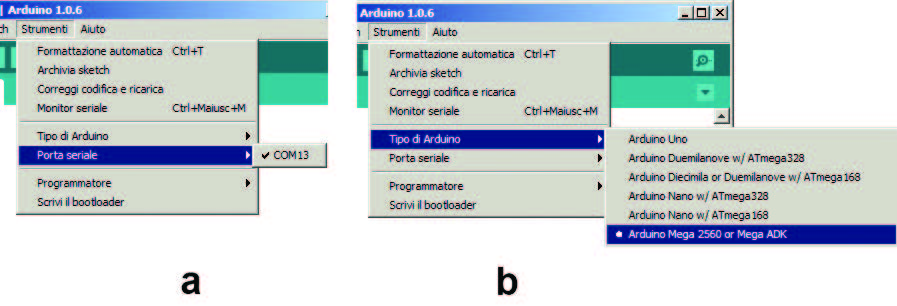 Arduino 1.0.6
ch Strumenti Aiuto
Formattazione automatica Ctrl+T
Archivia sketch
Correggi codifica e ricarica
Monitor seriale Ctrl+Maiusc+M
Tipo di Arduino
Porta seriale
COM13
Programmatore
Scrivi il bootloader
a
Arduino 1.0.6
h Strumenti Aiuto
Formattazione automatica Ctrl+T
Archivia sketch
Correggi codifica e ricarica
Monitor seriale Ctrl+Maiusc+M
Tipo di Arduino
Porta seriale
Programmatore
Scrivi il bootloader
Arduino Uno
Arduino Duemilanove w/ ATmega328
Arduino Diecimila or Duemilanove w/ ATmega168
Arduino Nano w/ ATmega328
Arduino Nano w/ ATmega168
Arduino Mega 2560 or Mega ADK
b